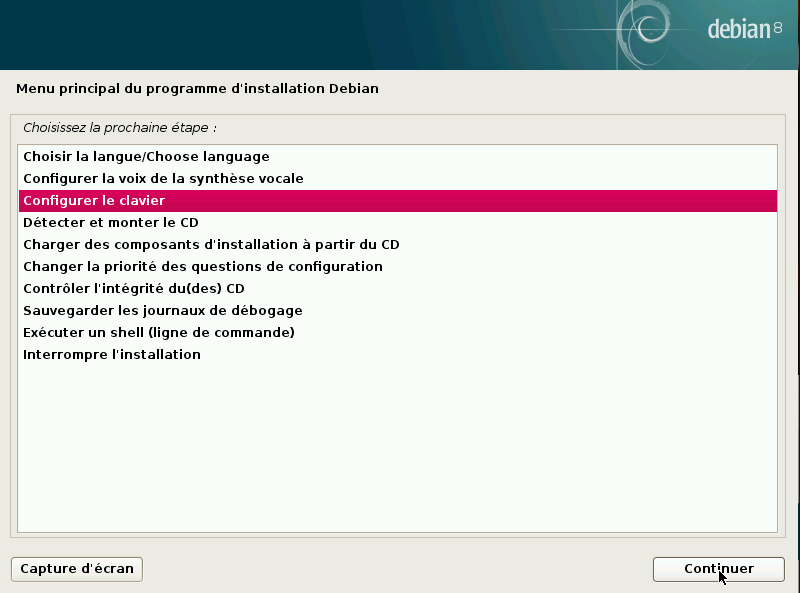 debian 8
Menu principal du programme d'installation Debian
Choisissez la prochaine étape :
Choisir la langue/Choose language
Configurer la voix de la synthèse vocale
Configurer le clavier
Détecter et monter le CD
Charger des composants d'installation à partir du CD
Changer la priorité des questions de configuration
Contrôler l'intégrité du(des) CD
Sauvegarder les journaux de débogage
Exécuter un shell (ligne de commande)
Interrompre l'installation
Capture d'écran
Continuer